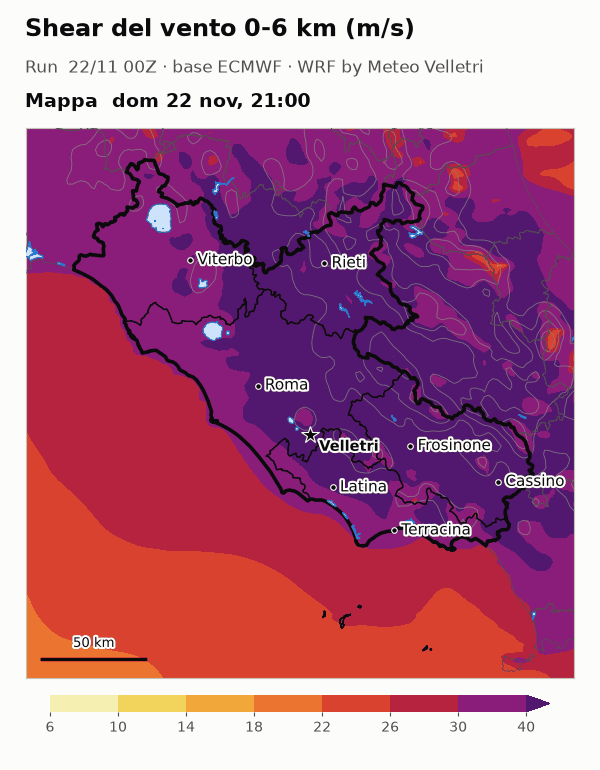 Shear del vento 0-6 km (m/s)
Run  22/11 00Z · base ECMWF · WRF by Meteo Velletri
Mappa  dom 22 nov, 21:00
Viterbo
Rieti
Roma
Velletri
Frosinone
Cassino
Latina
Terracina
50 km
6 10 14 18 22 26 30 40